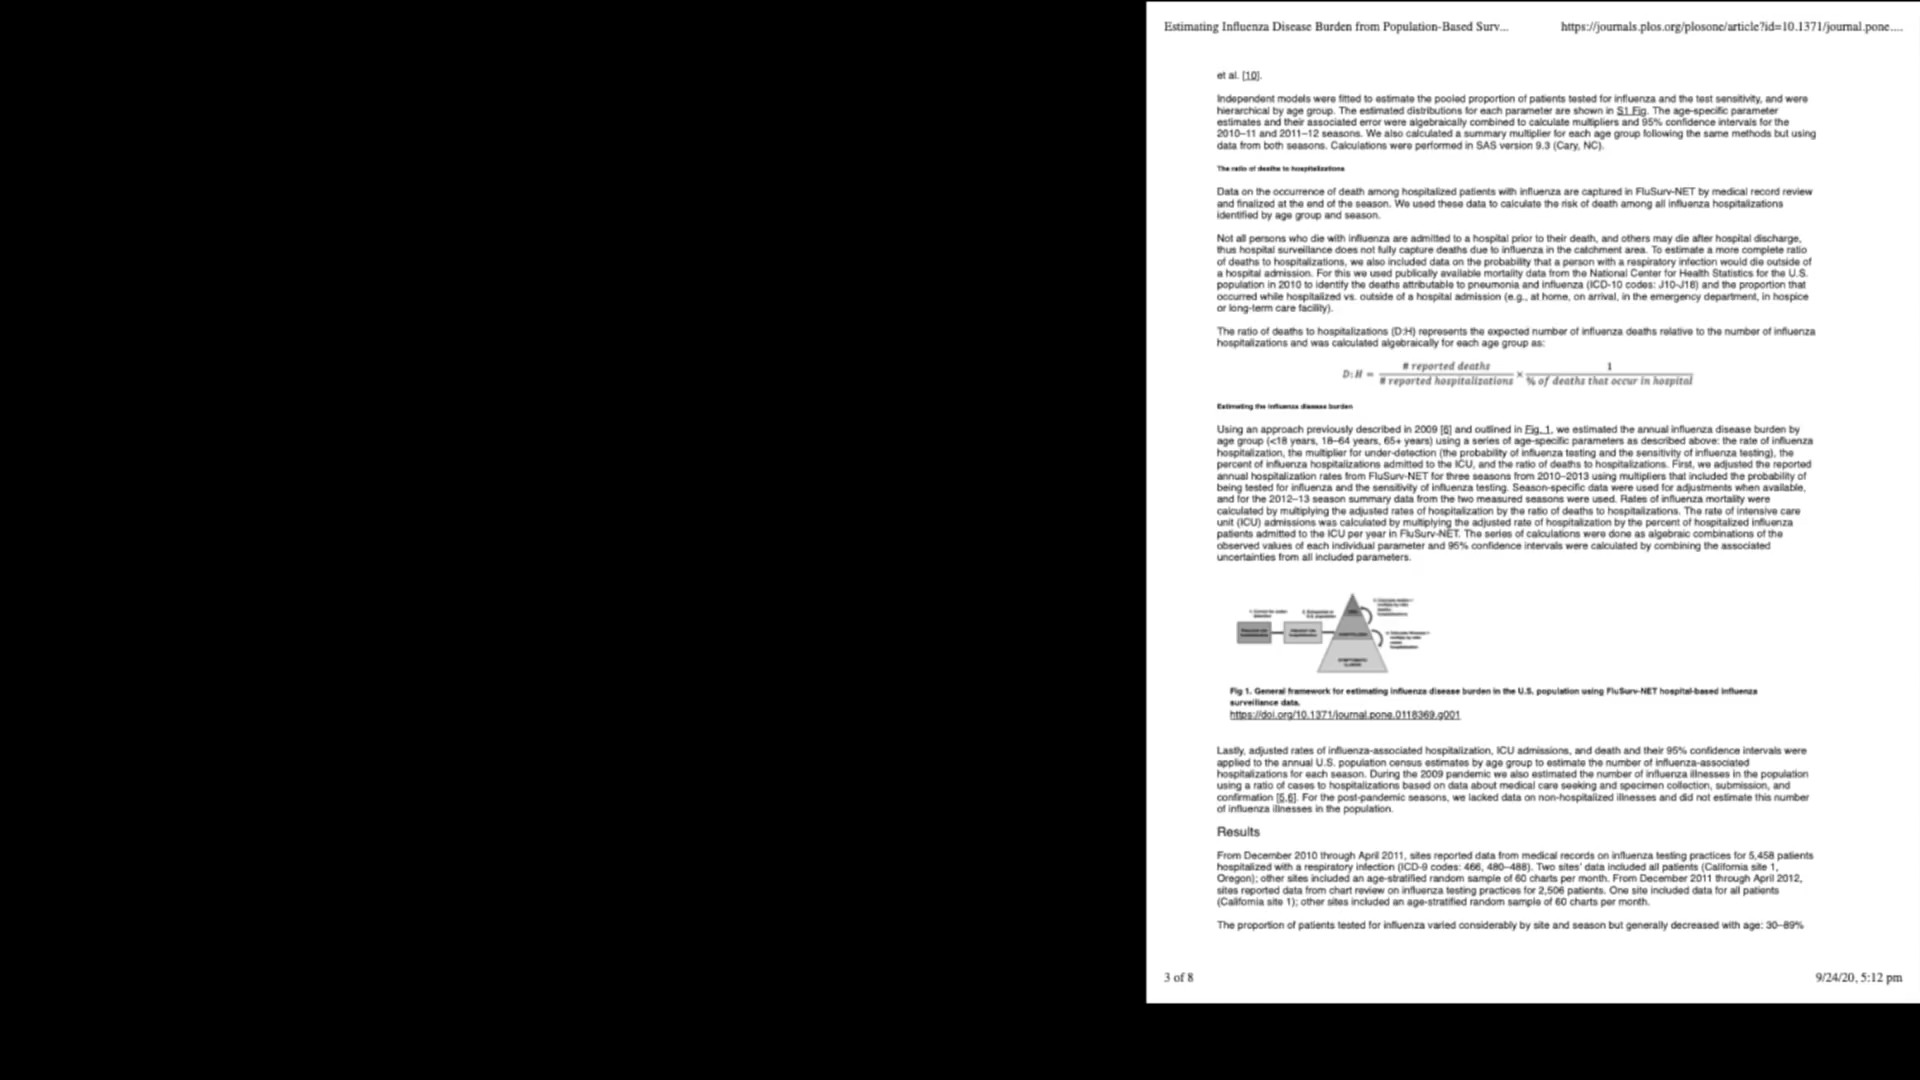 Estimating Influenza Disease Burden from Population-Based Surv...
https://journals.plos.org/plosone/article?id=10.1371/journal.pone....
et al. [10].
Independent models were fitted to estimate the pooled proportion of patients tested for influenza and the test sensitivity, and were
hierarchical by age group. The estimated distributions for each parameter are shown in S1 Fig. The age-specific parameter
estimates and their associated error were algebraically combined to calculate multipliers and 95% confidence intervals for the
2010–11 and 2011–12 seasons. We also calculated a summary multiplier for each age group following the same methods but using
data from both seasons. Calculations were performed in SAS version 9.3 (Cary, NC).
The ratio of deaths to hospitalizations
Data on the occurrence of death among hospitalized patients with influenza are captured in FluSurv-NET by medical record review
and finalized at the end of the season. We used these data to calculate the risk of death among all influenza hospitalizations
identified by age group and season.
Not all persons who die with influenza are admitted to a hospital prior to their death, and others may die after hospital discharge,
thus hospital surveillance does not fully capture deaths due to influenza in the catchment area. To estimate a more complete ratio
of deaths to hospitalizations, we also included data on the probability that a person with a respiratory infection would die outside of
a hospital admission. For this we used publically available mortality data from the National Center for Health Statistics for the U.S.
population in 2010 to identify the deaths attributable to pneumonia and influenza (ICD-10 codes: J10-J18) and the proportion that
occurred while hospitalized vs. outside of a hospital admission (e.g., at home, on arrival, in the emergency department, in hospice
or long-term care facility).
The ratio of deaths to hospitalizations (D:H) represents the expected number of influenza deaths relative to the number of influenza
hospitalizations and was calculated algebraically for each age group as:
D:H = # reported deaths / # reported hospitalizations × 1 / % of deaths that occur in hospital
Estimating the influenza disease burden
Using an approach previously described in 2009 [6] and outlined in Fig. 1, we estimated the annual influenza disease burden by
age group (<18 years, 18–64 years, 65+ years) using a series of age-specific parameters as described above: the rate of influenza
hospitalization, the multiplier for under-detection (the probability of influenza testing and the sensitivity of influenza testing), the
percent of influenza hospitalizations admitted to the ICU, and the ratio of deaths to hospitalizations. First, we adjusted the reported
annual hospitalization rates from FluSurv-NET for three seasons from 2010–2013 using multipliers that included the probability of
being tested for influenza and the sensitivity of influenza testing. Season-specific data were used for adjustments when available,
and for the 2012–13 season summary data from the two measured seasons were used. Rates of influenza mortality were
calculated by multiplying the adjusted rates of hospitalization by the ratio of deaths to hospitalizations. The rate of intensive care
unit (ICU) admissions was calculated by multiplying the adjusted rate of hospitalization by the percent of hospitalized influenza
patients admitted to the ICU per year in FluSurv-NET. The series of calculations were done as algebraic combinations of the
observed values of each individual parameter and 95% confidence intervals were calculated by combining the associated
uncertainties from all included parameters.
Fig 1. General framework for estimating influenza disease burden in the U.S. population using FluSurv-NET hospital-based influenza
surveillance data.
https://doi.org/10.1371/journal.pone.0118369.g001
Lastly, adjusted rates of influenza-associated hospitalization, ICU admissions, and death and their 95% confidence intervals were
applied to the annual U.S. population census estimates by age group to estimate the number of influenza-associated
hospitalizations for each season. During the 2009 pandemic we also estimated the number of influenza illnesses in the population
using a ratio of cases to hospitalizations based on data about medical care seeking and specimen collection, submission, and
confirmation [5,6]. For the post-pandemic seasons, we lacked data on non-hospitalized illnesses and did not estimate this number
of influenza illnesses in the population.
Results
From December 2010 through April 2011, sites reported data from medical records on influenza testing practices for 5,458 patients
hospitalized with a respiratory infection (ICD-9 codes: 466, 480–488). Two sites' data included all patients (California site 1,
Oregon); other sites included an age-stratified random sample of 60 charts per month. From December 2011 through April 2012,
sites reported data from chart review on influenza testing practices for 2,506 patients. One site included data for all patients
(California site 1); other sites included an age-stratified random sample of 60 charts per month.
The proportion of patients tested for influenza varied considerably by site and season but generally decreased with age: 30–89%
3 of 8
9/24/20, 5:12 pm